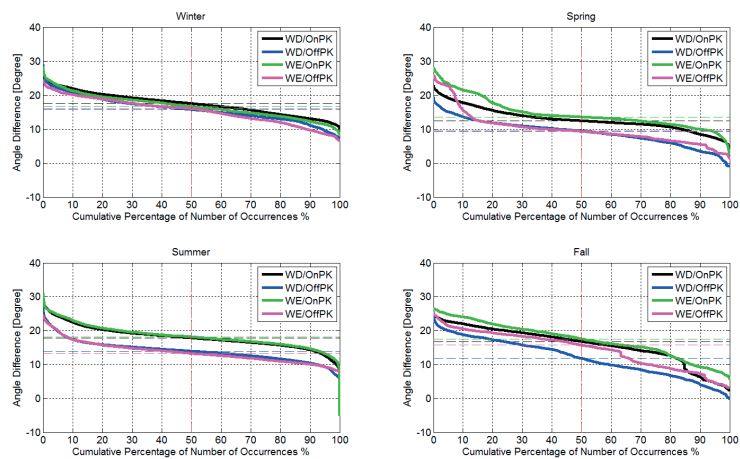 Winter
40
30
20
10
0
-10
0 10 20 30 40 50 60 70 80 90 100
Angle Difference [Degree]
Cumulative Percentage of Number of Occurrences %
WD/OnPK
WD/OffPK
WE/OnPK
WE/OffPK
Spring
40
30
20
10
0
-10
0 10 20 30 40 50 60 70 80 90 100
Angle Difference [Degree]
Cumulative Percentage of Number of Occurrences %
WD/OnPK
WD/OffPK
WE/OnPK
WE/OffPK
Summer
40
30
20
10
0
-10
0 10 20 30 40 50 60 70 80 90 100
Angle Difference [Degree]
Cumulative Percentage of Number of Occurrences %
WD/OnPK
WD/OffPK
WE/OnPK
WE/OffPK
Fall
40
30
20
10
0
-10
0 10 20 30 40 50 60 70 80 90 100
Angle Difference [Degree]
Cumulative Percentage of Number of Occurrences %
WD/OnPK
WD/OffPK
WE/OnPK
WE/OffPK